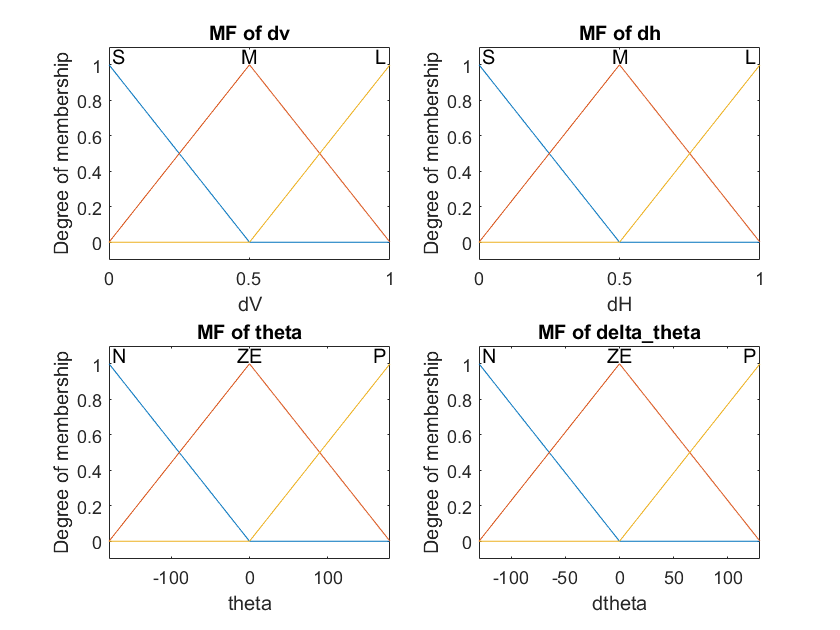 MF of dv
S M L
Degree of membership
1
0.8
0.6
0.4
0.2
0
0 0.5 1
dV
MF of dh
S M L
Degree of membership
1
0.8
0.6
0.4
0.2
0
0 0.5 1
dH
MF of theta
N ZE P
Degree of membership
1
0.8
0.6
0.4
0.2
0
-100 0 100
theta
MF of delta_theta
N ZE P
Degree of membership
1
0.8
0.6
0.4
0.2
0
-100 -50 0 50 100
dtheta